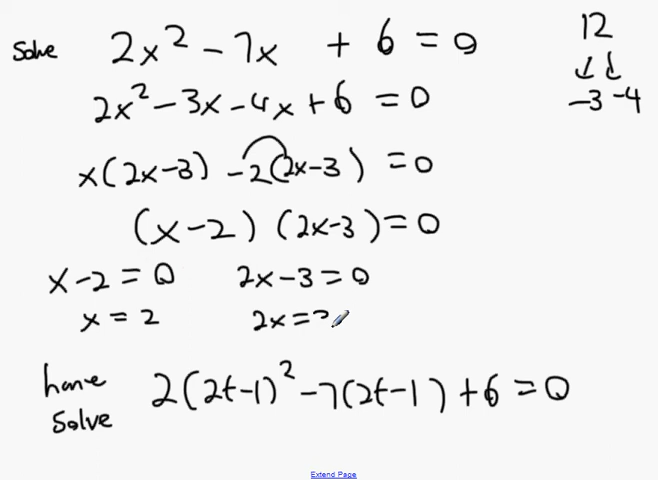 Solve 2x² - 7x + 6 = 0
12
↓ ↓
-3 -4
2x² - 3x - 4x + 6 = 0
x(2x-3) - 2(2x-3) = 0
(x-2) (2x-3) = 0
x - 2 = 0 2x - 3 = 0
x = 2 2x =
hence solve 2(2t-1)² - 7(2t-1) + 6 = 0
Extend Page